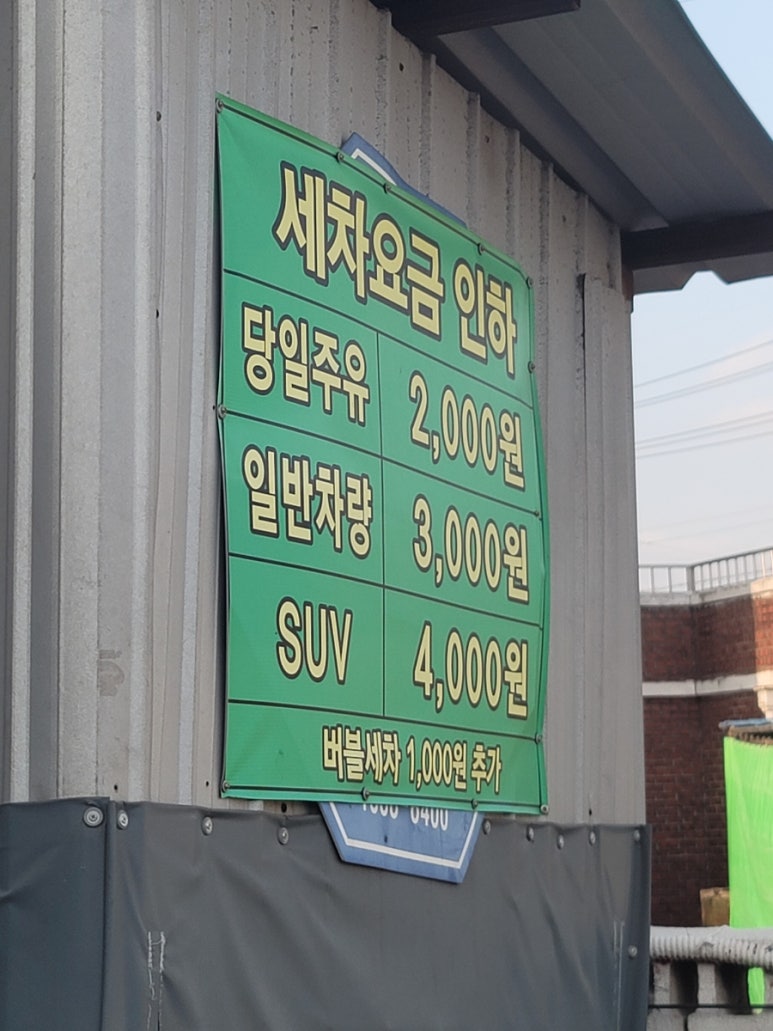 세차요금 인하
당일주유 2,000원
일반차량 3,000원
SUV 4,000원
버블세차 1,000원 추가